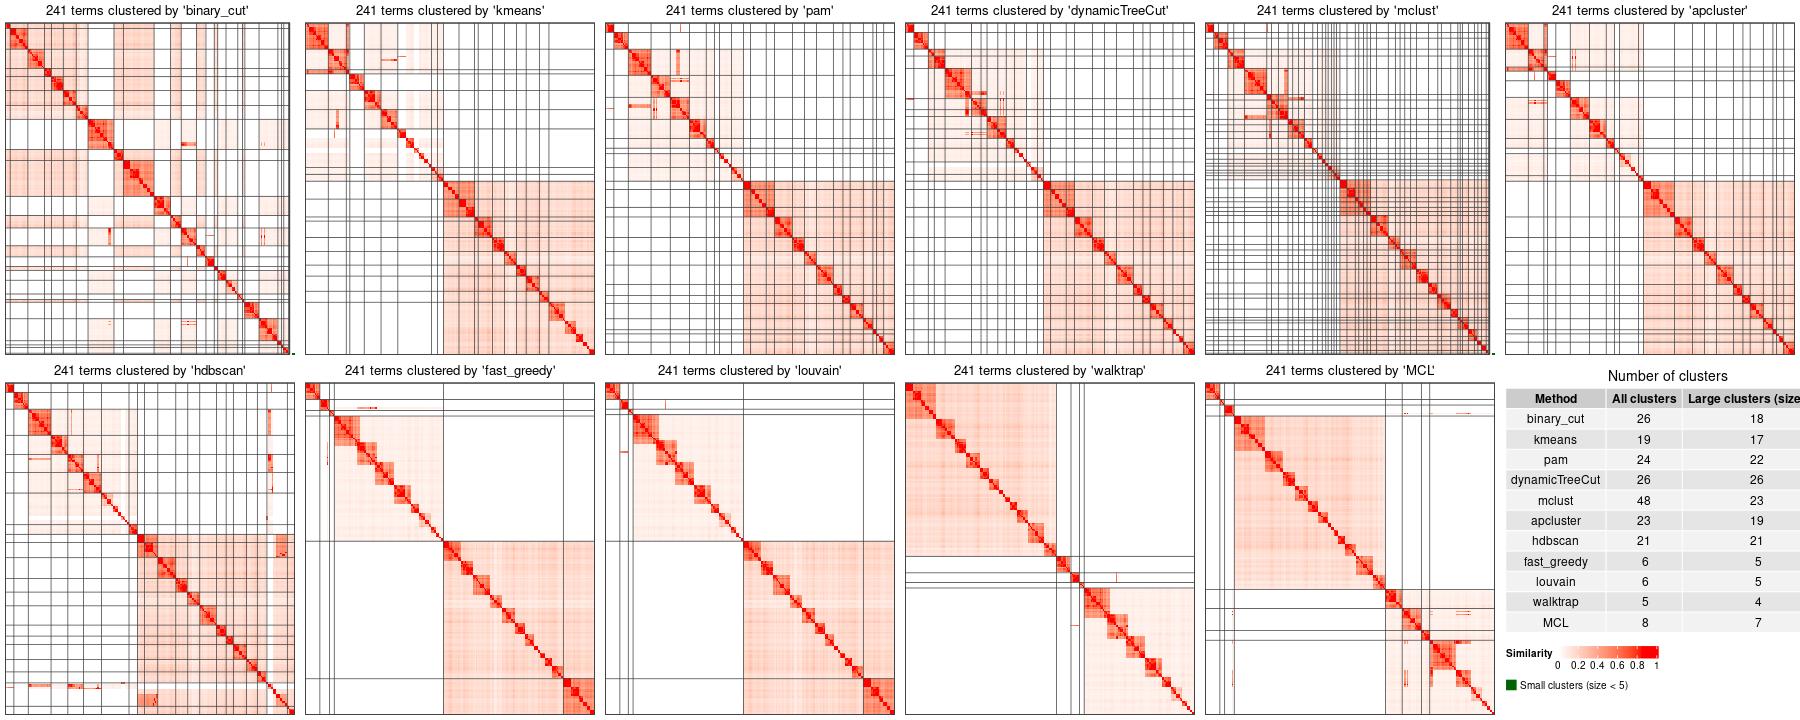 241 terms clustered by 'binary_cut'
241 terms clustered by 'kmeans'
241 terms clustered by 'pam'
241 terms clustered by 'dynamicTreeCut'
241 terms clustered by 'mclust'
241 terms clustered by 'apcluster'
241 terms clustered by 'hdbscan'
241 terms clustered by 'fast_greedy'
241 terms clustered by 'louvain'
241 terms clustered by 'walktrap'
241 terms clustered by 'MCL'
Number of clusters
Method All clusters Large clusters (size
binary_cut 26 18
kmeans 19 17
pam 24 22
dynamicTreeCut 26 26
mclust 48 23
apcluster 23 19
hdbscan 21 21
fast_greedy 6 5
louvain 6 5
walktrap 5 4
MCL 8 7
Similarity
0 0.2 0.4 0.6 0.8 1
Small clusters (size < 5)